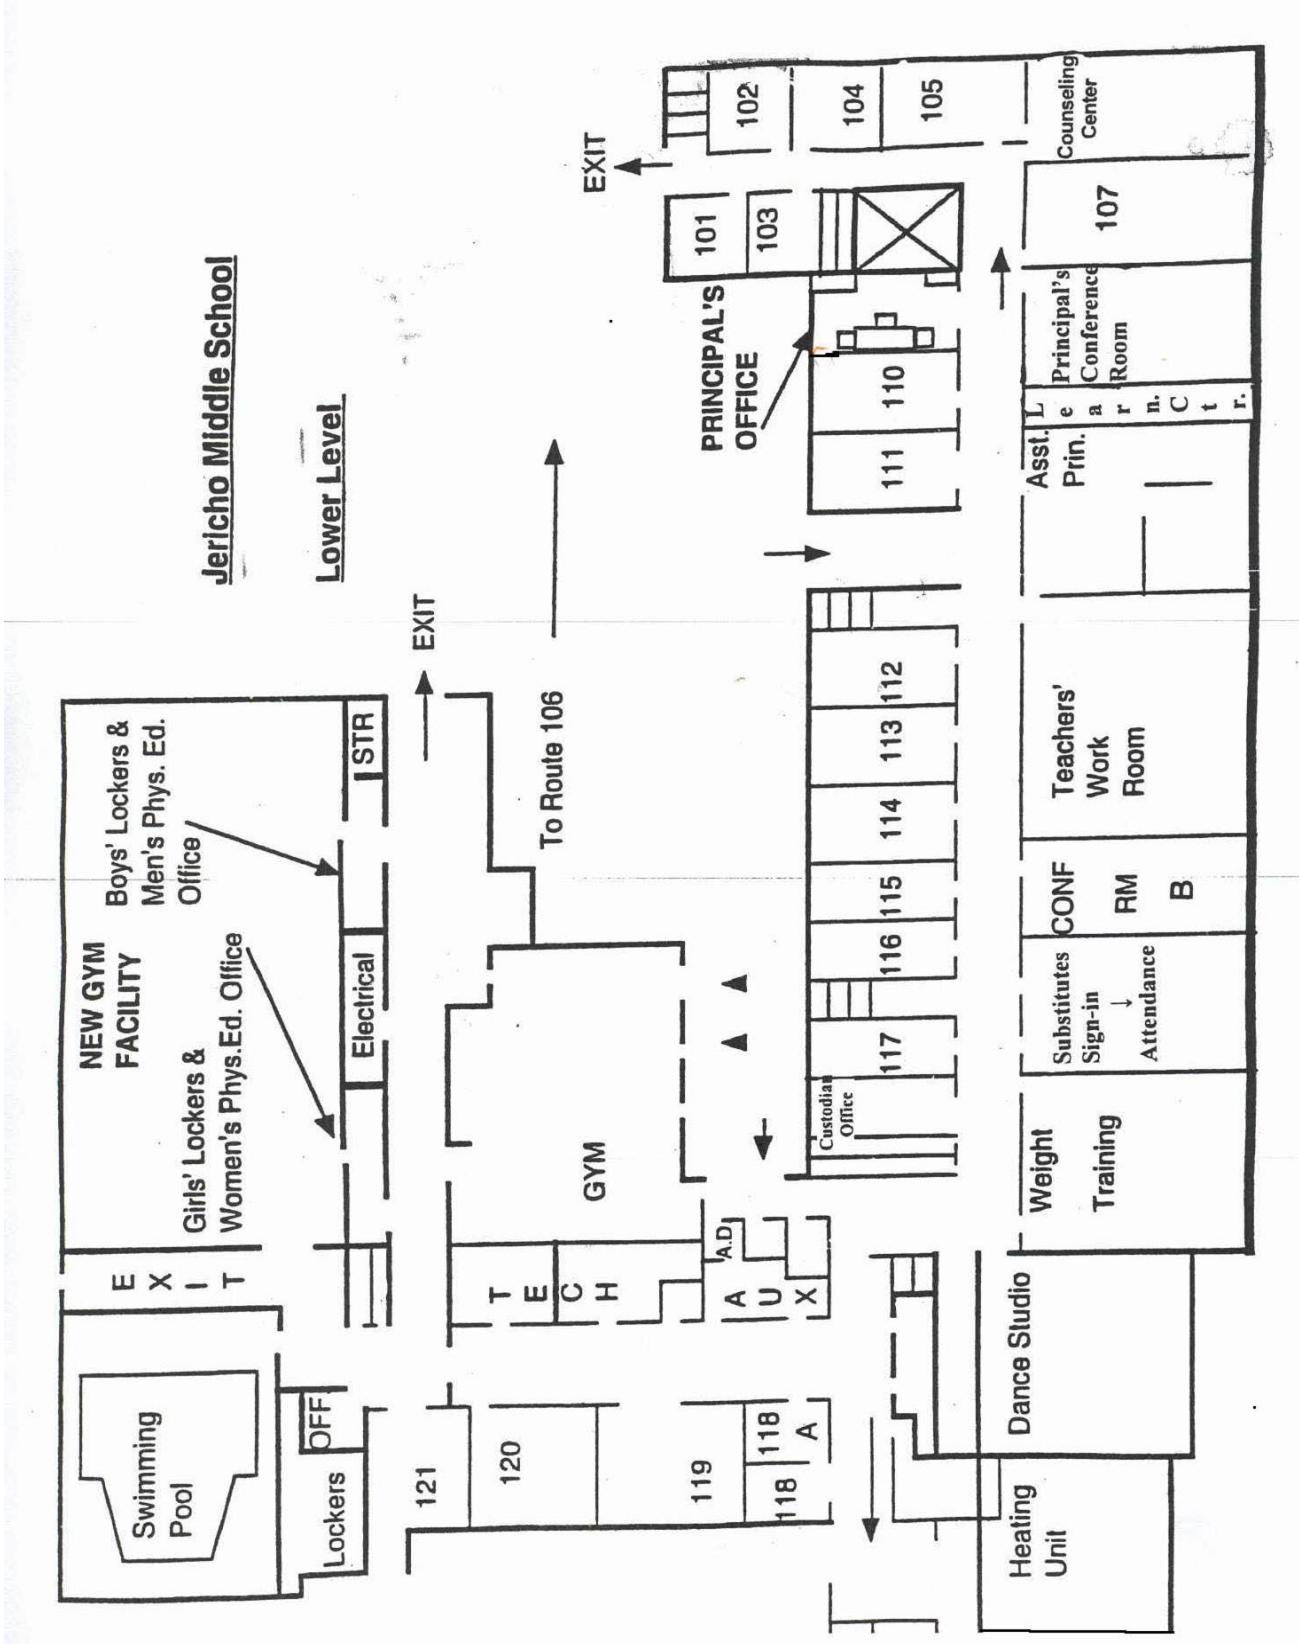 Jericho Middle School
Lower Level
NEW GYM
FACILITY
Boys' Lockers &
Men's Phys. Ed.
Office
Girls' Lockers &
Women's Phys.Ed. Office
STR
Electrical
EXIT
EXIT
To Route 106
E
X
I
T
Swimming
Pool
OFF.
Lockers
GYM
T
E
C
H
A.D
A
U
X
121
120
119
118
118
A
102
104
105
Counseling
Center
101
103
107
PRINCIPAL'S
OFFICE
Principal's
Conference
Room
110
111
L
e
a
r
n.
C
t
r.
Asst.
Prin.
112
113
114
115
116
117
Custodian
Office
Teachers'
Work
Room
CONF
RM
B
Substitutes
Sign-in
↓
Attendance
Weight
Training
Dance Studio
Heating
Unit